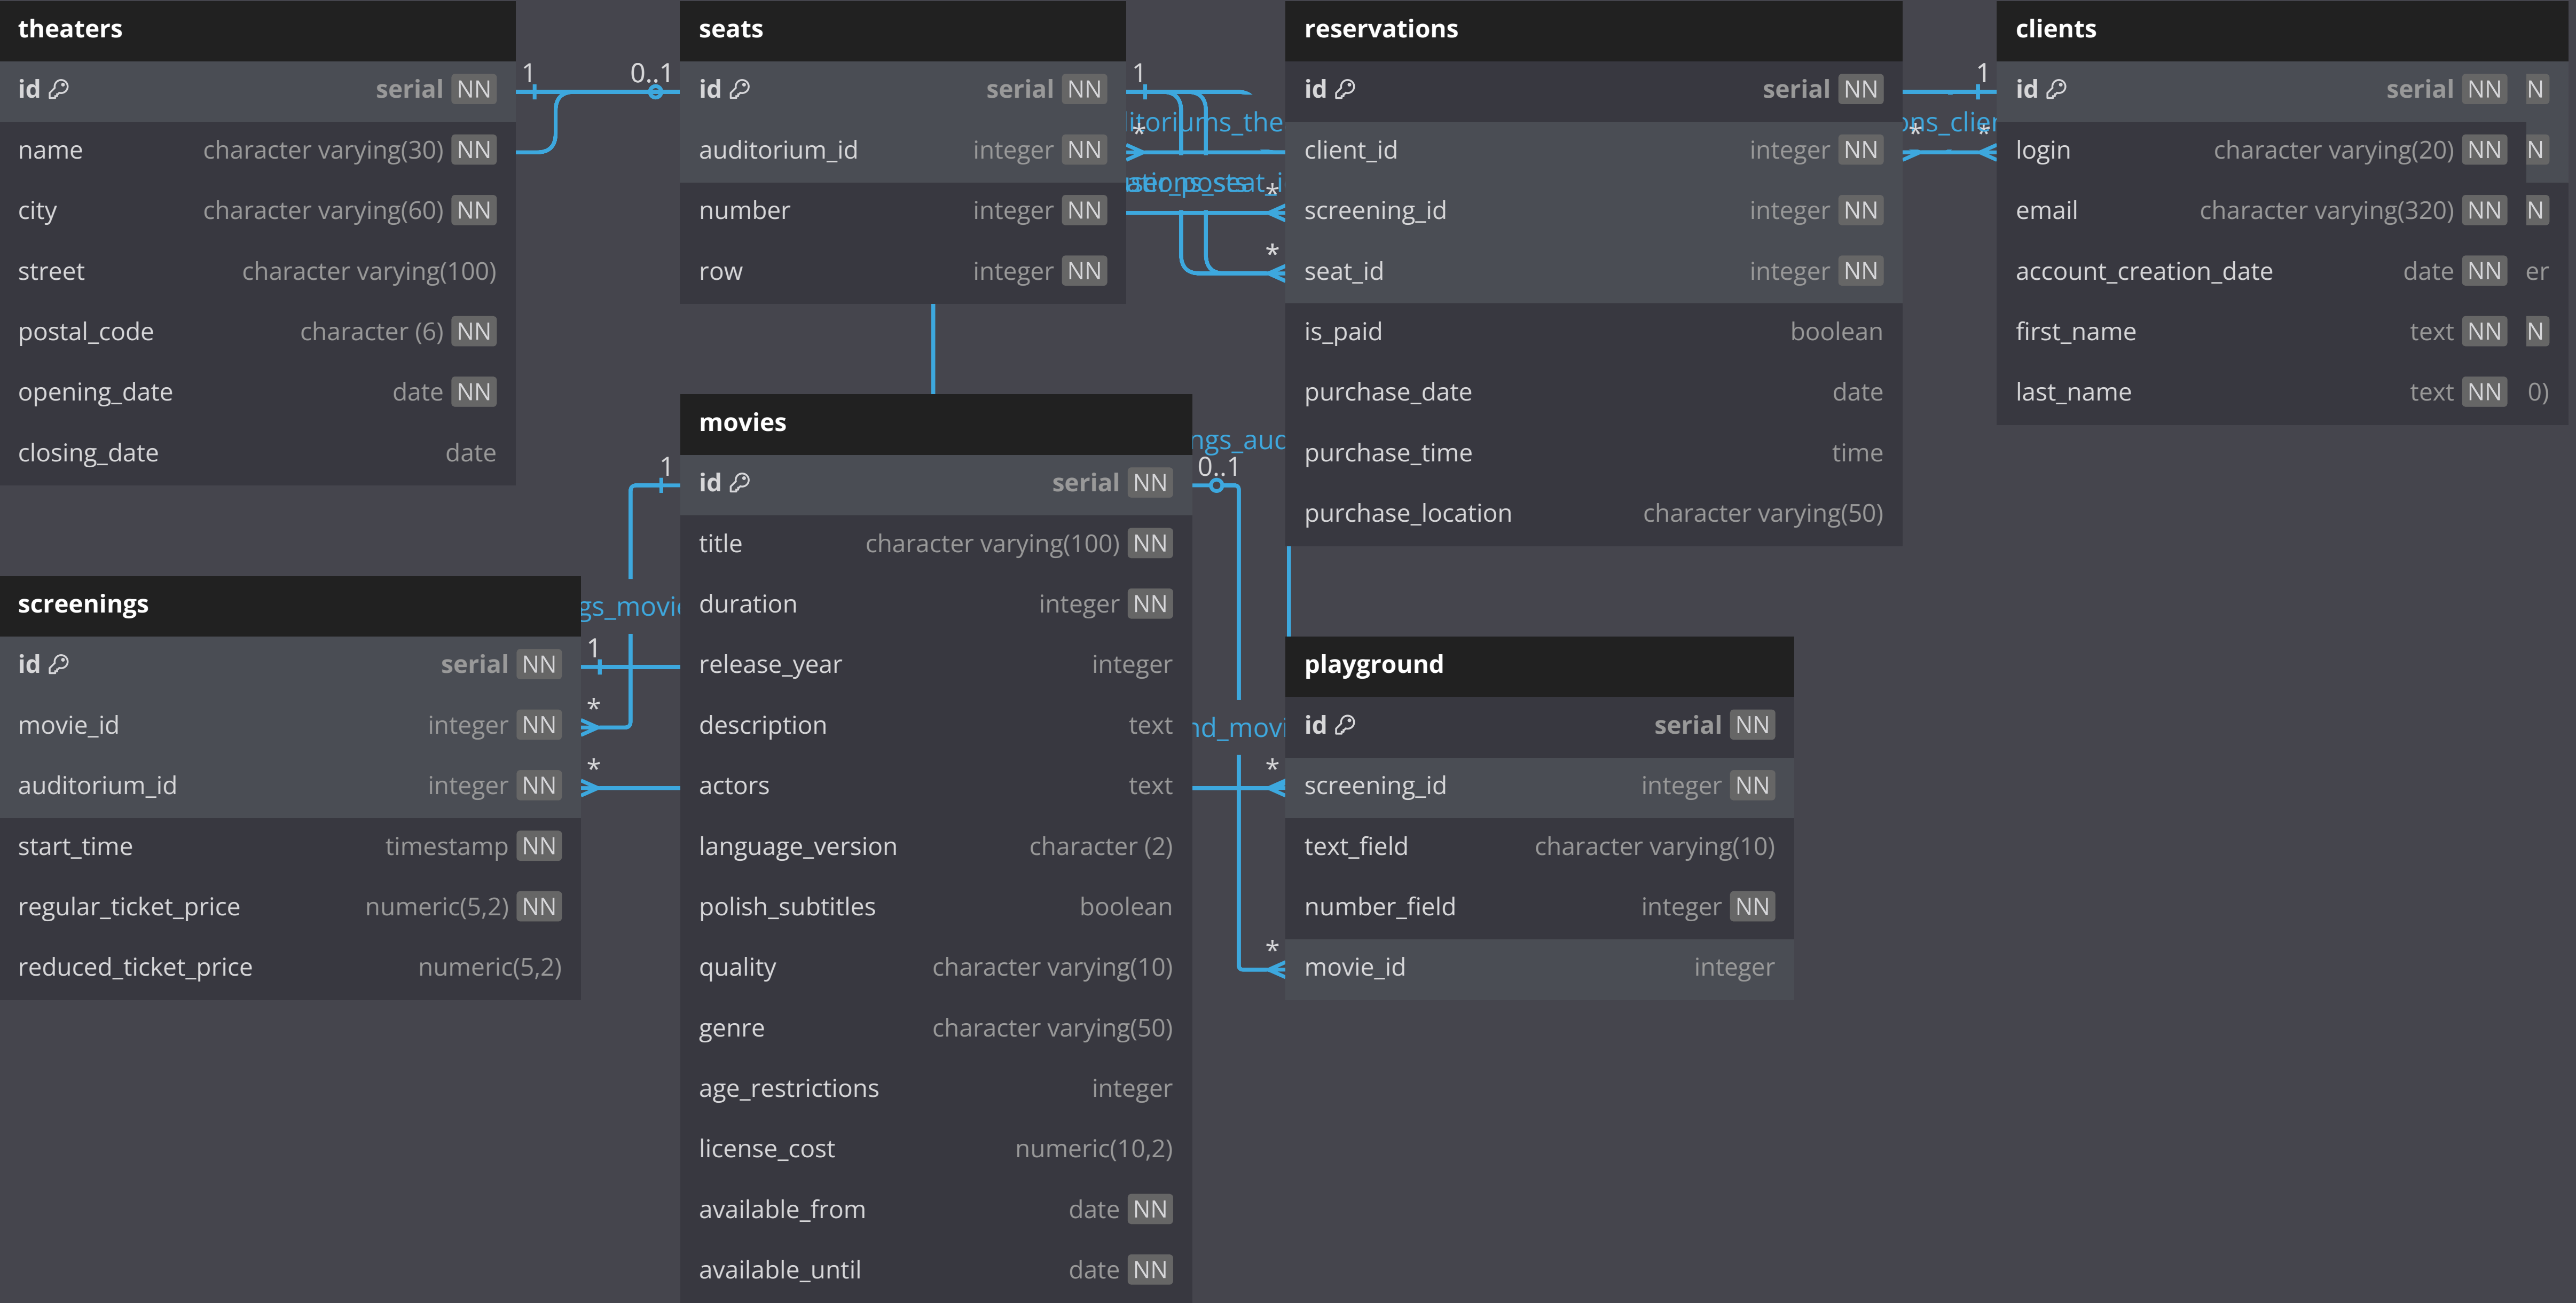 theaters
id serial NN
name character varying(30) NN
city character varying(60) NN
street character varying(100)
postal_code character (6) NN
opening_date date NN
closing_date date
1
0..1
seats
id serial NN
auditorium_id integer NN
number integer NN
row integer NN
1
*
itoriums_the
*
*
reservations
id serial NN
client_id integer NN
screening_id integer NN
seat_id integer NN
is_paid boolean
purchase_date date
purchase_time time
purchase_location character varying(50)
1
ons_clien
*
*
clients
id serial NN N
login character varying(20) NN N
email character varying(320) NN N
account_creation_date date NN er
first_name text NN N
last_name text NN 0)
screenings
id serial NN
movie_id integer NN
auditorium_id integer NN
start_time timestamp NN
regular_ticket_price numeric(5,2) NN
reduced_ticket_price numeric(5,2)
1
gs_movie
1
*
*
movies
id serial NN
title character varying(100) NN
duration integer NN
release_year integer
description text
actors text
language_version character (2)
polish_subtitles boolean
quality character varying(10)
genre character varying(50)
age_restrictions integer
license_cost numeric(10,2)
available_from date NN
available_until date NN
ngs_aud
0..1
nd_movi
*
*
playground
id serial NN
screening_id integer NN
text_field character varying(10)
number_field integer NN
movie_id integer